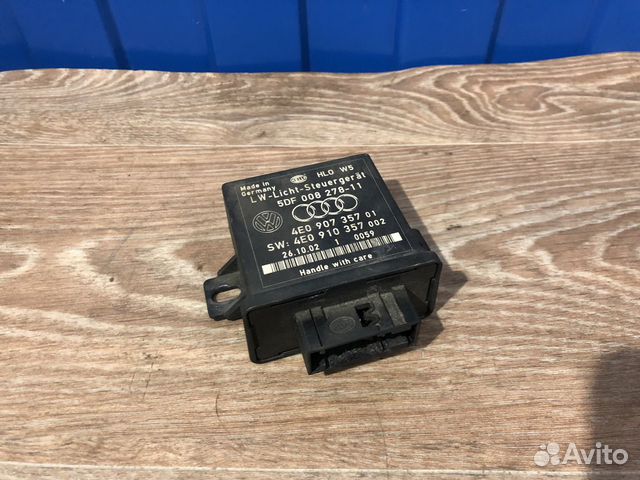 Made in
Germany
HLO W5
LW-Licht-Steuergerät
5DF 008 278-11
4E0 907 357 01
SW: 4E0 910 357 002
26.10.02 1 0059
Handle with care
Avito